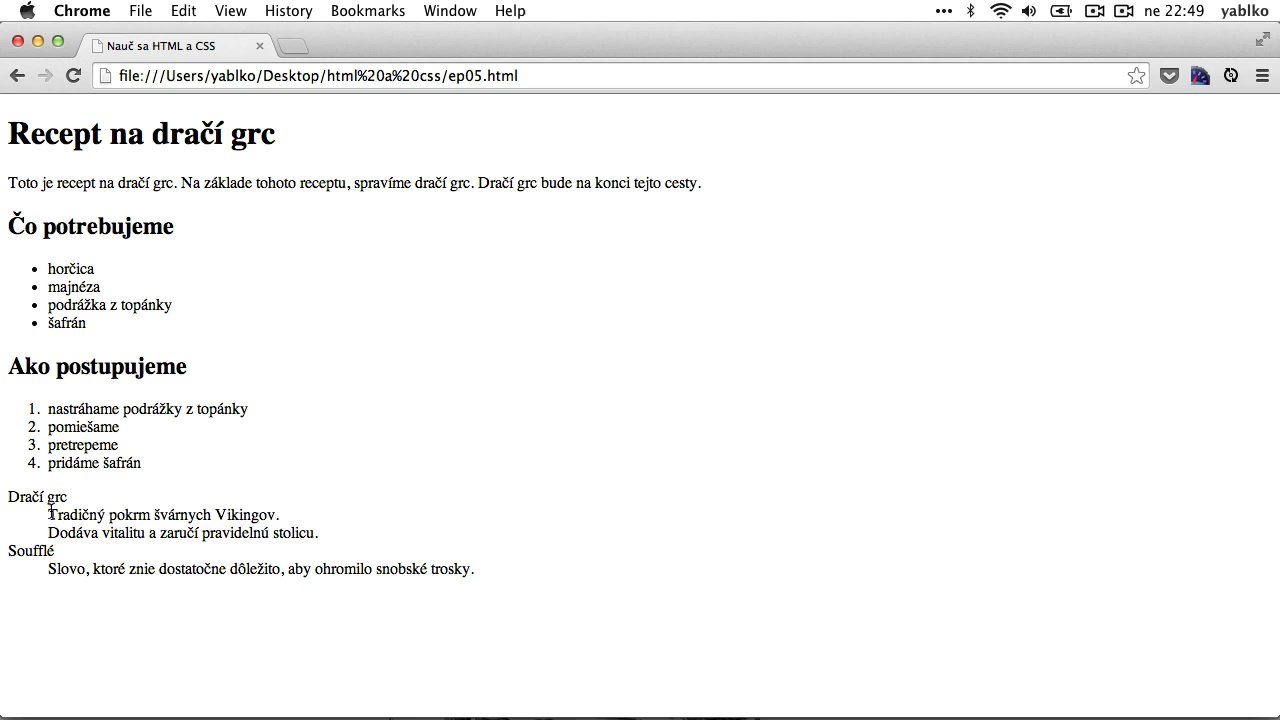 Chrome File Edit View History Bookmarks Window Help ne 22:49 yablko
Nauč sa HTML a CSS
file:///Users/yablko/Desktop/html%20a%20css/ep05.html
Recept na dračí grc
Toto je recept na dračí grc. Na základe tohoto receptu, spravíme dračí grc. Dračí grc bude na konci tejto cesty.
Čo potrebujeme
• horčica
• majnéza
• podrážka z topánky
• šafrán
Ako postupujeme
1. nastráhame podrážky z topánky
2. pomiešame
3. pretrepeme
4. pridáme šafrán
Dračí grc
Tradičný pokrm švárnych Vikingov.
Dodáva vitalitu a zaručí pravidelnú stolicu.
Soufflé
Slovo, ktoré znie dostatočne dôležito, aby ohromilo snobské trosky.